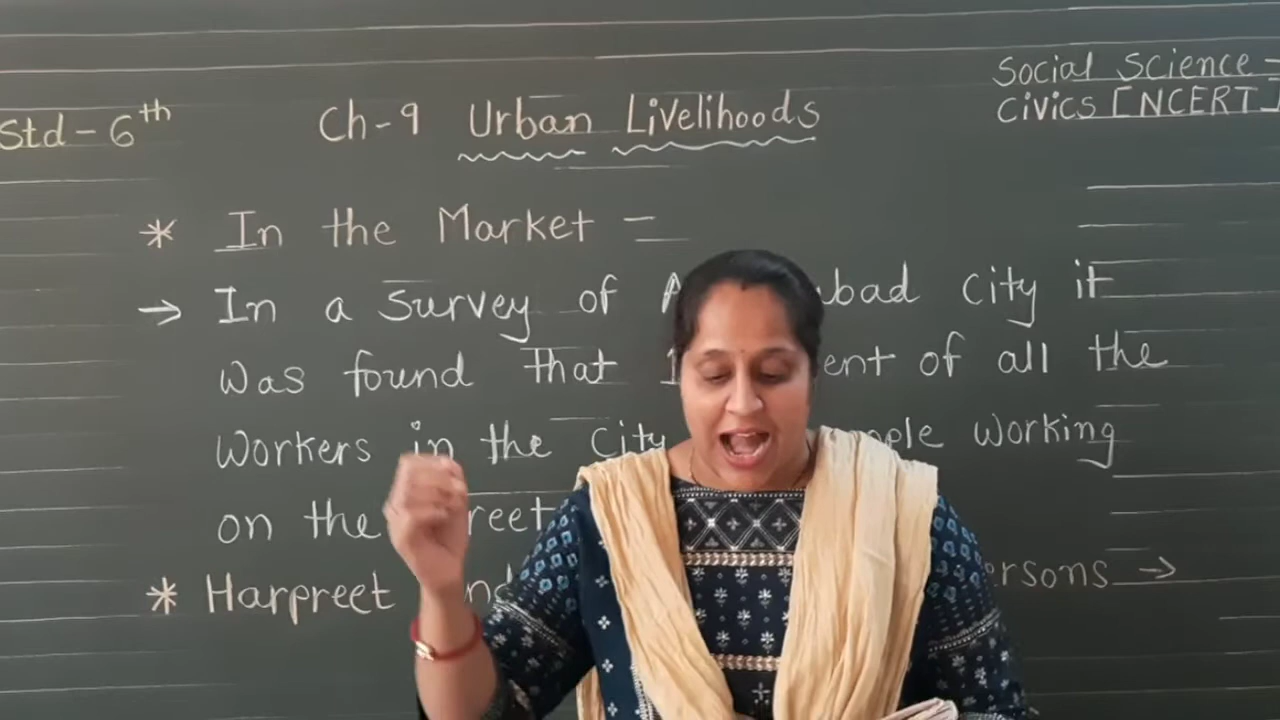 Social Science -
Std - 6th Ch-9 Urban Livelihoods Civics [NCERT]
* In the Market -
→ In a survey of city it
was found that of all the
workers in the city working
on the
* Harpreet →